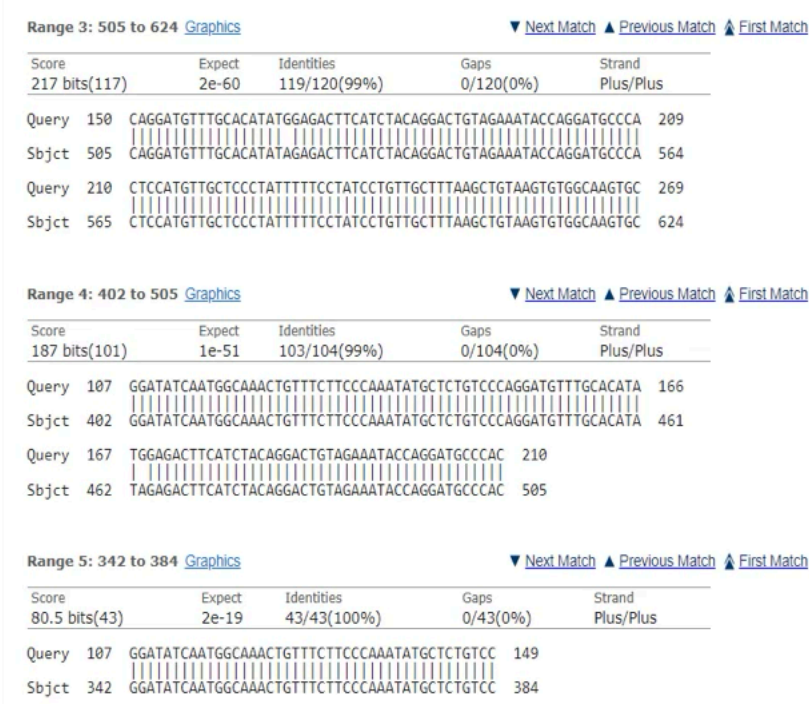 Range 3: 505 to 624 Graphics ▼ Next Match ▲ Previous Match First Match
Score Expect Identities Gaps Strand
217 bits(117) 2e-60 119/120(99%) 0/120(0%) Plus/Plus
Query 150 CAGGATGTTTGCACATATGGAGACTTCATCTACAGGACTGTAGAAATACCAGGATGCCCA 209
Sbjct 505 CAGGATGTTTGCACATATAGAGACTTCATCTACAGGACTGTAGAAATACCAGGATGCCCA 564
Query 210 CTCCATGTTGCTCCCTATTTTTCCTATCCTGTTGCTTTAAGCTGTAAGTGTGGCAAGTGC 269
Sbjct 565 CTCCATGTTGCTCCCTATTTTTCCTATCCTGTTGCTTTAAGCTGTAAGTGTGGCAAGTGC 624
Range 4: 402 to 505 Graphics ▼ Next Match ▲ Previous Match First Match
Score Expect Identities Gaps Strand
187 bits(101) 1e-51 103/104(99%) 0/104(0%) Plus/Plus
Query 107 GGATATCAATGGCAAACTGTTTCTTCCCAAATATGCTCTGTCCCAGGATGTTTGCACATA 166
Sbjct 402 GGATATCAATGGCAAACTGTTTCTTCCCAAATATGCTCTGTCCCAGGATGTTTGCACATA 461
Query 167 TGGAGACTTCATCTACAGGACTGTAGAAATACCAGGATGCCCAC 210
Sbjct 462 TAGAGACTTCATCTACAGGACTGTAGAAATACCAGGATGCCCAC 505
Range 5: 342 to 384 Graphics ▼ Next Match ▲ Previous Match First Match
Score Expect Identities Gaps Strand
80.5 bits(43) 2e-19 43/43(100%) 0/43(0%) Plus/Plus
Query 107 GGATATCAATGGCAAACTGTTTCTTCCCAAATATGCTCTGTCC 149
Sbjct 342 GGATATCAATGGCAAACTGTTTCTTCCCAAATATGCTCTGTCC 384